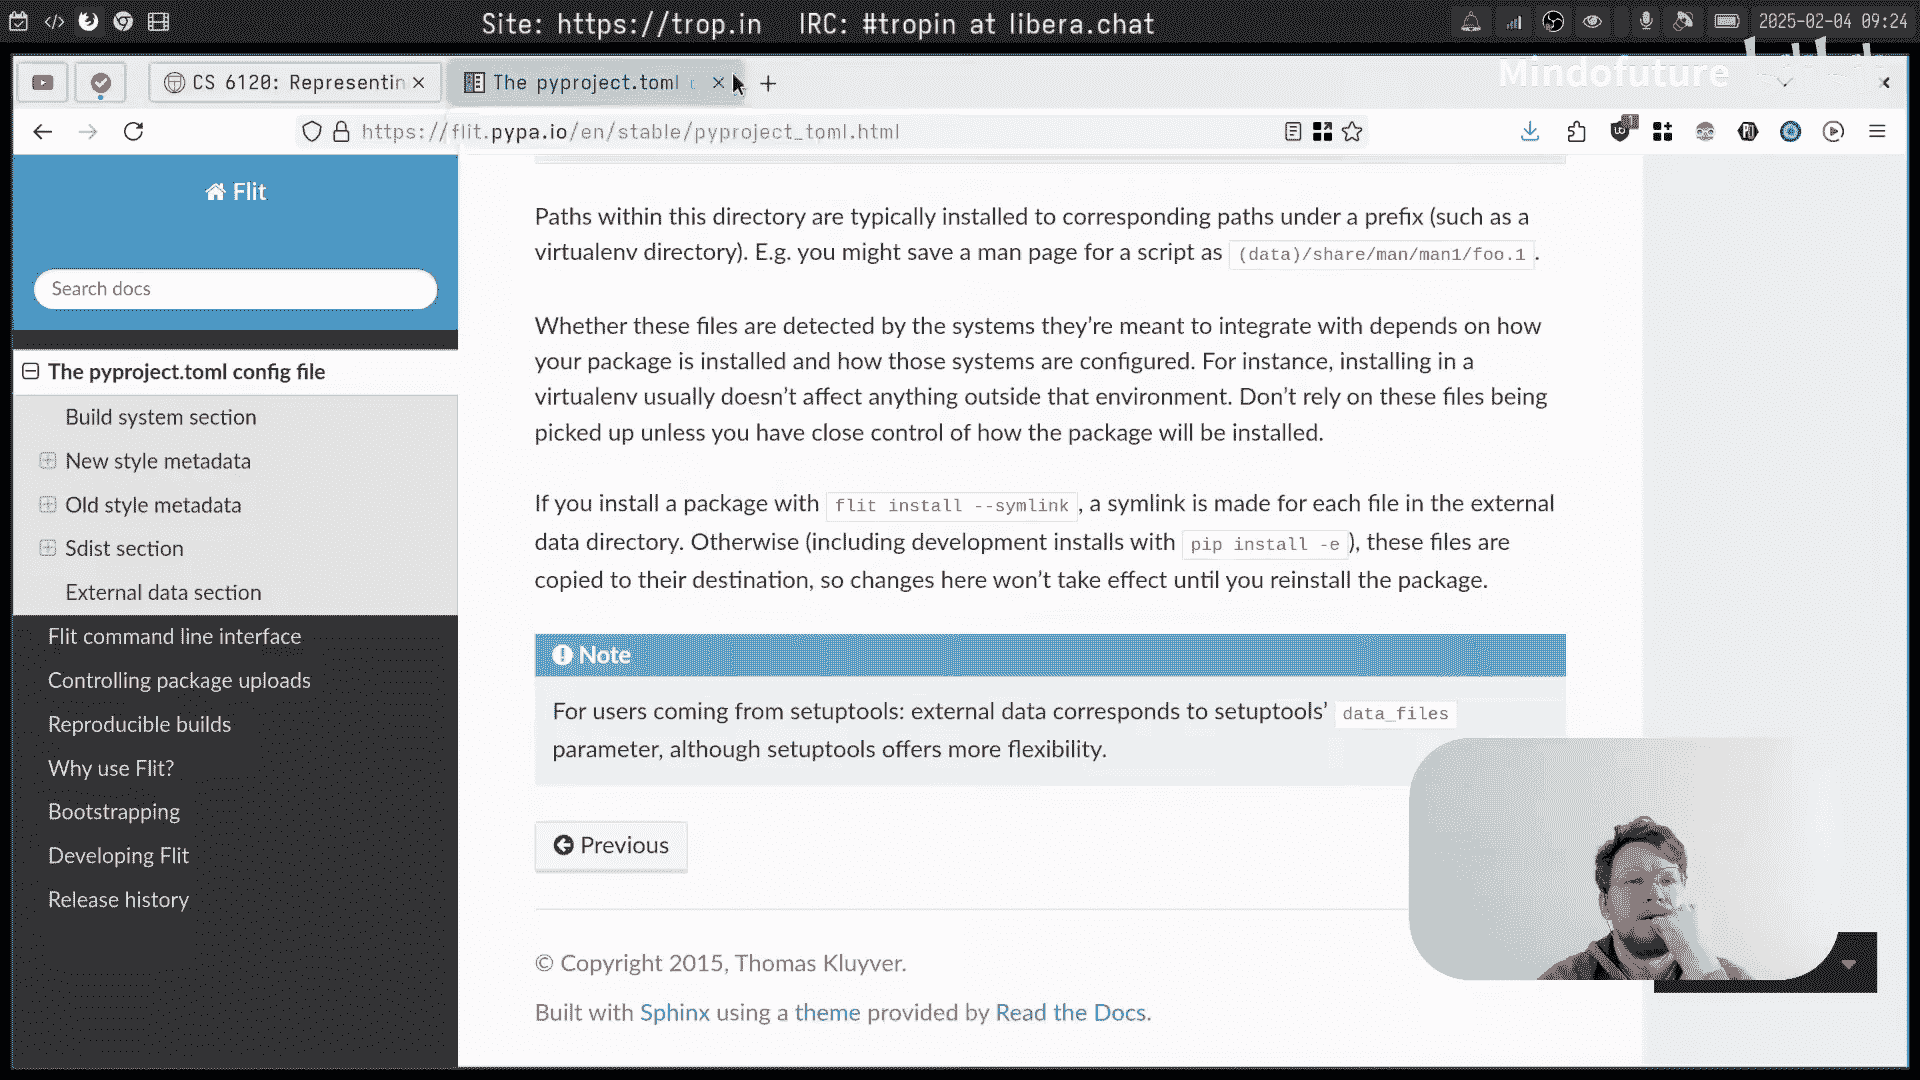 Site: https://trop.in IRC: #tropin at libera.chat
2025-02-04 09:24
Mindofuture
CS 6120: Representin
The pyproject.toml
https://flit.pypa.io/en/stable/pyproject_toml.html
1
Flit
Search docs
The pyproject.toml config file
Build system section
New style metadata
Old style metadata
Sdist section
External data section
Flit command line interface
Controlling package uploads
Reproducible builds
Why use Flit?
Bootstrapping
Developing Flit
Release history
Paths within this directory are typically installed to corresponding paths under a prefix (such as a
virtualenv directory). E.g. you might save a man page for a script as (data)/share/man/man1/foo.1 .
Whether these files are detected by the systems they’re meant to integrate with depends on how
your package is installed and how those systems are configured. For instance, installing in a
virtualenv usually doesn’t affect anything outside that environment. Don’t rely on these files being
picked up unless you have close control of how the package will be installed.
If you install a package with flit install --symlink , a symlink is made for each file in the external
data directory. Otherwise (including development installs with pip install -e ), these files are
copied to their destination, so changes here won’t take effect until you reinstall the package.
Note
For users coming from setuptools: external data corresponds to setuptools’ data_files
parameter, although setuptools offers more flexibility.
Previous
© Copyright 2015, Thomas Kluyver.
Built with Sphinx using a theme provided by Read the Docs.